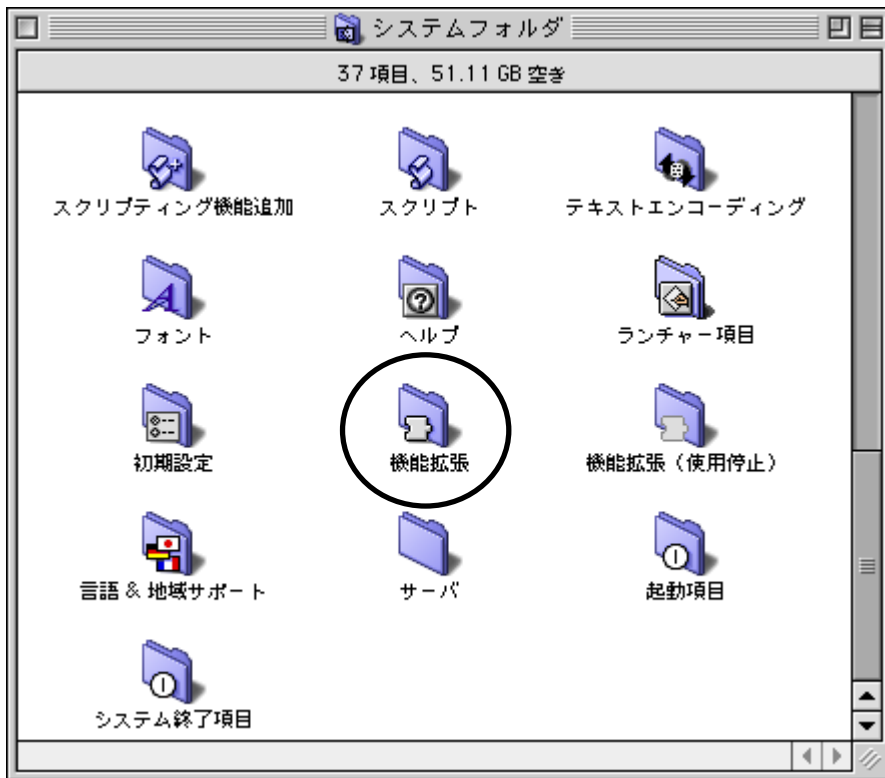 システムフォルダ
37 項目、51.11 GB 空き
スクリプティング機能追加
スクリプト
テキストエンコーディング
フォント
ヘルプ
ランチャー項目
初期設定
機能拡張
機能拡張（使用停止）
言語 & 地域サポート
サーバ
起動項目
システム終了項目